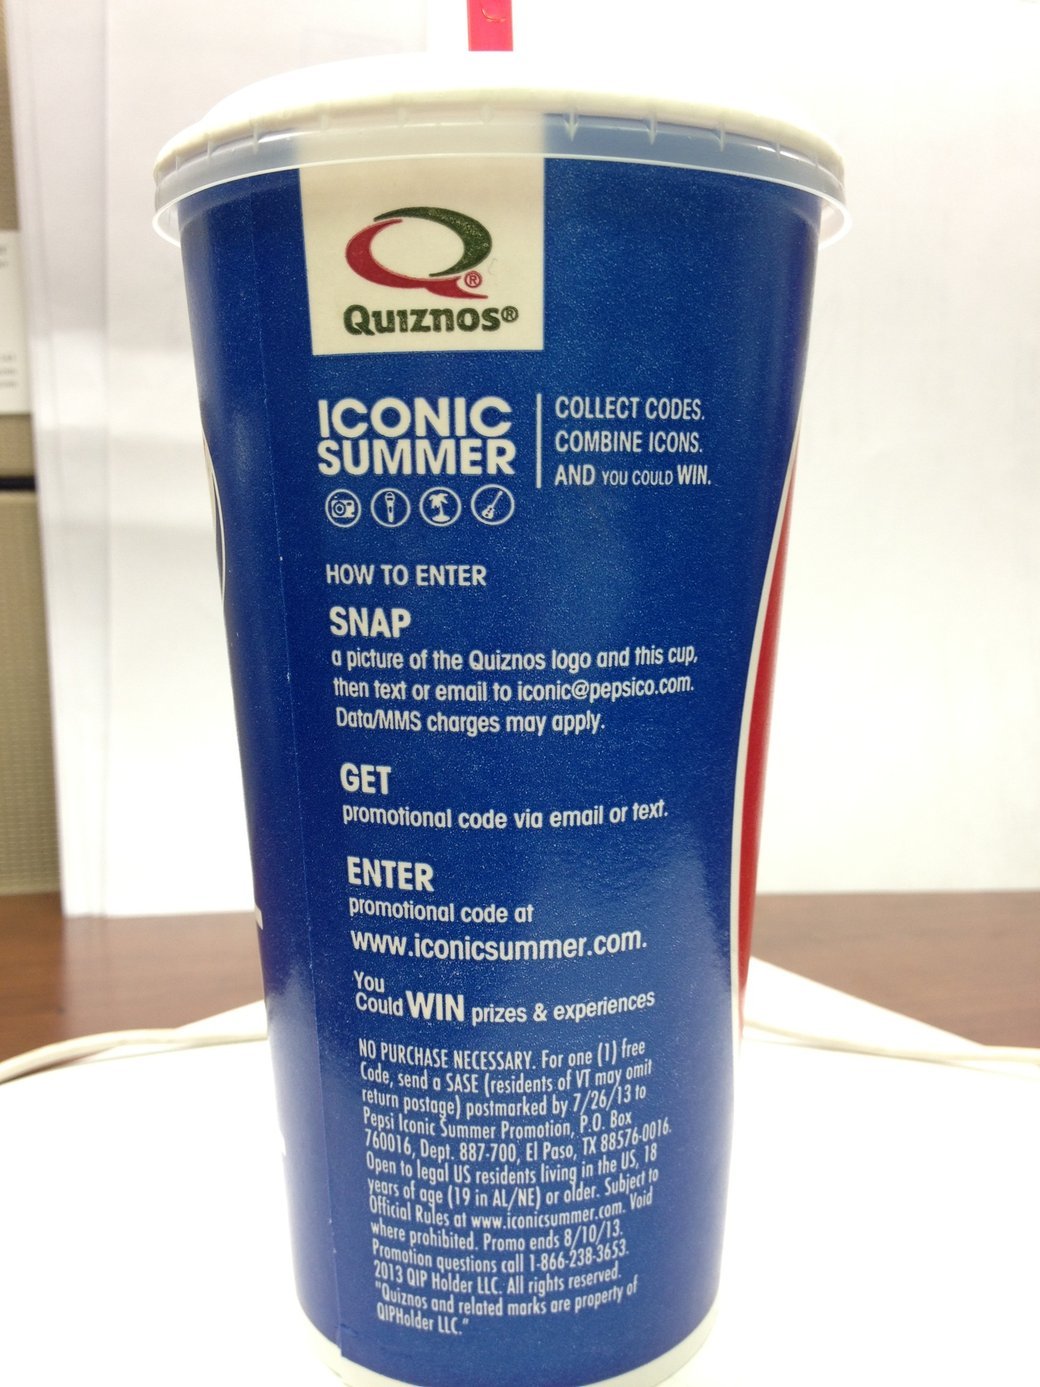 Quiznos®
ICONIC
SUMMER
COLLECT CODES.
COMBINE ICONS.
AND YOU COULD WIN.
HOW TO ENTER
SNAP
a picture of the Quiznos logo and this cup,
then text or email to iconic@pepsico.com.
Data/MMS charges may apply.
GET
promotional code via email or text.
ENTER
promotional code at
www.iconicsummer.com.
You
Could WIN prizes & experiences
NO PURCHASE NECESSARY. For one (1) free
Code, send a SASE (residents of VT may omit
return postage) postmarked by 7/26/13 to
Pepsi Iconic Summer Promotion, P.O. Box
760016, Dept. 887-700, El Paso, TX 88576-0016.
Open to legal US residents living in the US, 18
years of age (19 in AL/NE) or older. Subject to
Official Rules at www.iconicsummer.com. Void
where prohibited. Promo ends 8/10/13.
Promotion questions call 1-866-238-3653.
2013 QIP Holder LLC. All rights reserved.
"Quiznos and related marks are property of
QIPHolder LLC."